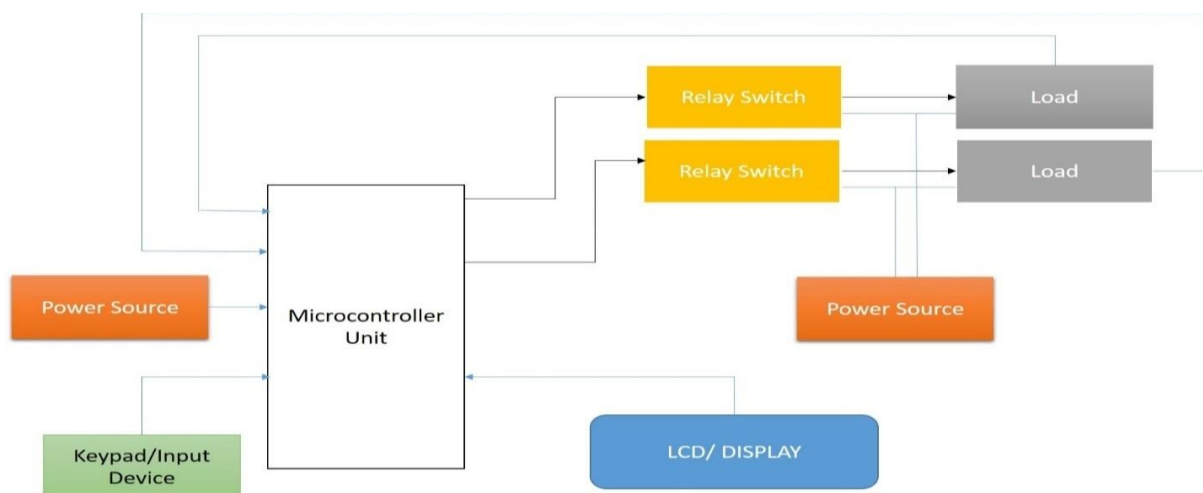 Relay Switch
Load
Relay Switch
Load
Power Source
Microcontroller
Unit
Power Source
Keypad/Input
Device
LCD/ DISPLAY